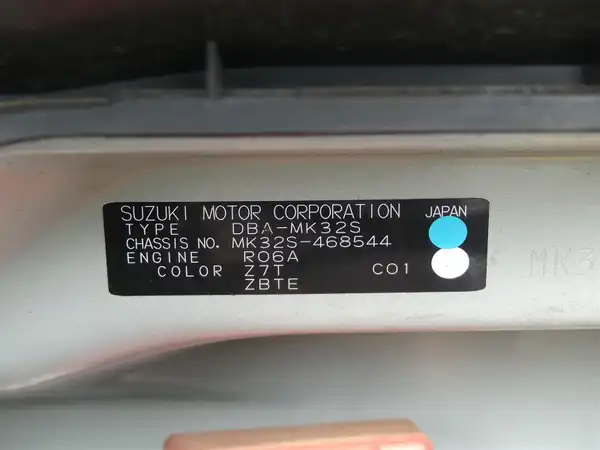 SUZUKI MOTOR CORPORATION JAPAN
TYPE DBA-MK32S
CHASSIS NO. MK32S-468544
ENGINE R06A
COLOR Z7T C01
ZBTE
MK3